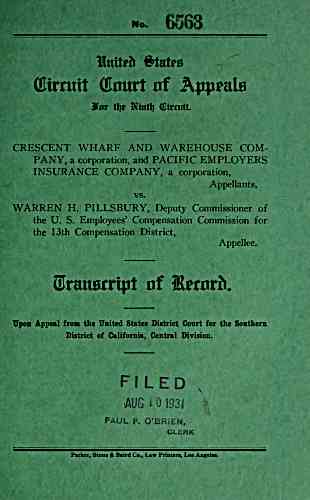 No. 6563
United States
Circuit Court of Appeals
For the Ninth Circuit.
CRESCENT WHARF AND WAREHOUSE COM-
PANY, a corporation, and PACIFIC EMPLOYERS
INSURANCE COMPANY, a corporation,
Appellants,
vs.
WARREN H. PILLSBURY, Deputy Commissioner of
the U. S. Employees' Compensation Commission for
the 13th Compensation District,
Appellee.
Transcript of Record.
Upon Appeal from the United States District Court for the Southern
District of California, Central Division.
FILED
AUG 10 1931
PAUL P. O'BRIEN,
CLERK
Parker, Stone & Baird Co., Law Printers, Los Angeles.